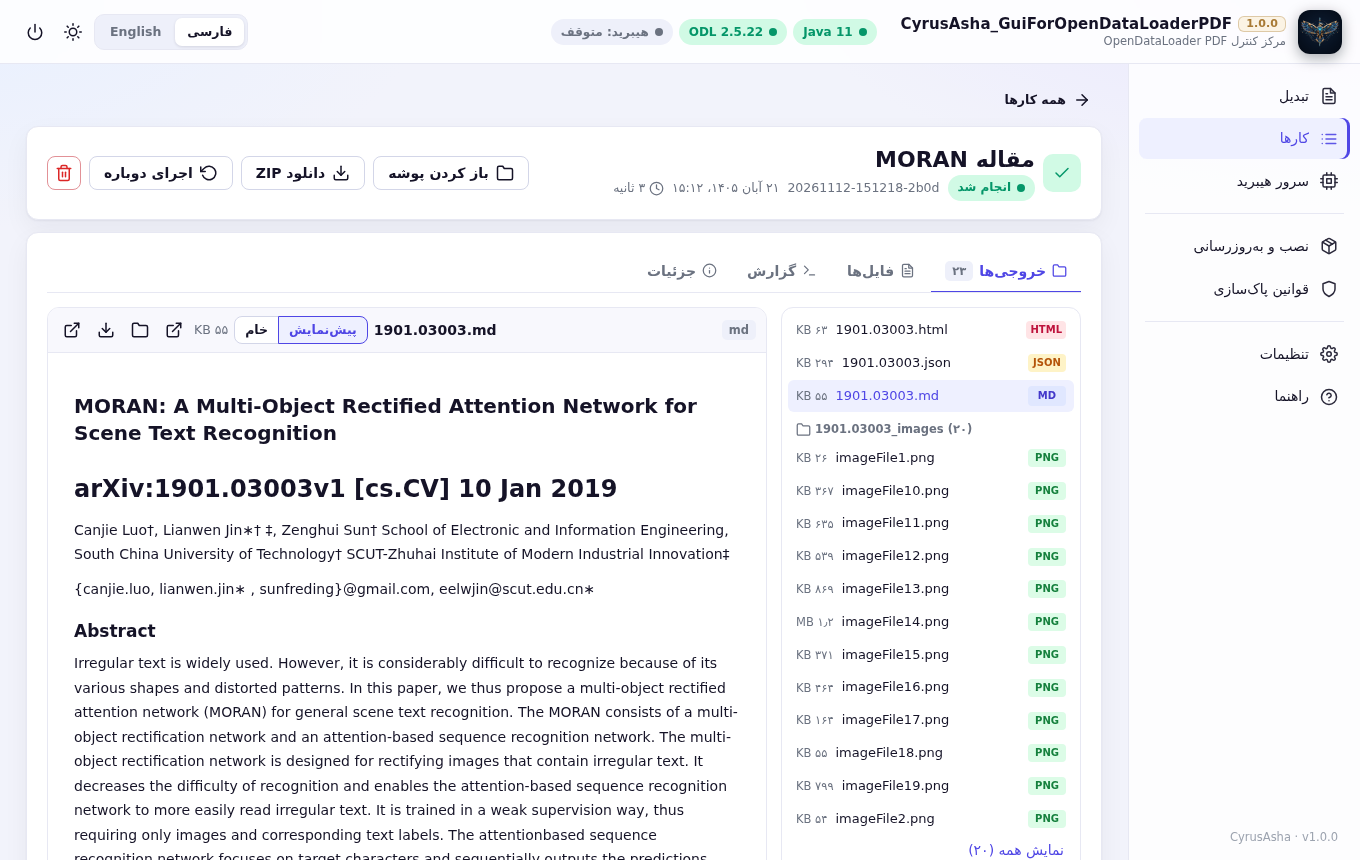 CyrusAsha_GuiForOpenDataLoaderPDF 1.0.0
مرکز کنترل OpenDataLoader PDF
Java 11
ODL 2.5.22
هیبرید: متوقف
فارسی
English
تبدیل
کارها
سرور هیبرید
نصب و به‌روزرسانی
قوانین پاک‌سازی
تنظیمات
راهنما
CyrusAsha · v1.0.0
همه کارها
مقاله MORAN
انجام شد 20261112-151218-2b0d ۲۱ آبان ۱۴۰۵، ۱۵:۱۲ ۳ ثانیه
باز کردن پوشه
دانلود ZIP
اجرای دوباره
خروجی‌ها ۲۳
فایل‌ها
گزارش
جزئیات
HTML 1901.03003.html ۶۳ KB
JSON 1901.03003.json ۲۹۴ KB
MD 1901.03003.md ۵۵ KB
1901.03003_images (۲۰)
PNG imageFile1.png ۲۶ KB
PNG imageFile10.png ۳۶۷ KB
PNG imageFile11.png ۶۳۵ KB
PNG imageFile12.png ۵۳۹ KB
PNG imageFile13.png ۸۶۹ KB
PNG imageFile14.png ۱٫۲ MB
PNG imageFile15.png ۳۷۱ KB
PNG imageFile16.png ۴۶۴ KB
PNG imageFile17.png ۱۶۴ KB
PNG imageFile18.png ۵۵ KB
PNG imageFile19.png ۷۹۹ KB
PNG imageFile2.png ۵۴ KB
نمایش همه (۲۰)
md
1901.03003.md پیش‌نمایش خام ۵۵ KB
MORAN: A Multi-Object Rectified Attention Network for
Scene Text Recognition
arXiv:1901.03003v1 [cs.CV] 10 Jan 2019
Canjie Luo†, Lianwen Jin∗† ‡, Zenghui Sun† School of Electronic and Information Engineering,
South China University of Technology† SCUT-Zhuhai Institute of Modern Industrial Innovation‡
{canjie.luo, lianwen.jin∗ , sunfreding}@gmail.com, eelwjin@scut.edu.cn∗
Abstract
Irregular text is widely used. However, it is considerably difficult to recognize because of its
various shapes and distorted patterns. In this paper, we thus propose a multi-object rectified
attention network (MORAN) for general scene text recognition. The MORAN consists of a multi-
object rectification network and an attention-based sequence recognition network. The multi-
object rectification network is designed for rectifying images that contain irregular text. It
decreases the difficulty of recognition and enables the attention-based sequence recognition
network to more easily read irregular text. It is trained in a weak supervision way, thus
requiring only images and corresponding text labels. The attentionbased sequence
recognition network focuses on target characters and sequentially outputs the predictions.